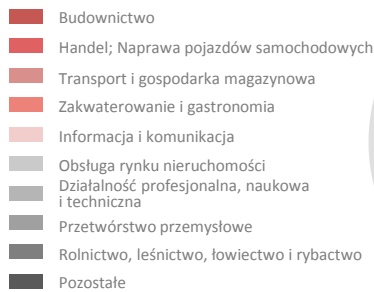 Budownictwo
Handel; Naprawa pojazdów samochodowych
Transport i gospodarka magazynowa
Zakwaterowanie i gastronomia
Informacja i komunikacja
Obsługa rynku nieruchomości
Działalność profesjonalna, naukowa
i techniczna
Przetwórstwo przemysłowe
Rolnictwo, leśnictwo, łowiectwo i rybactwo
Pozostałe